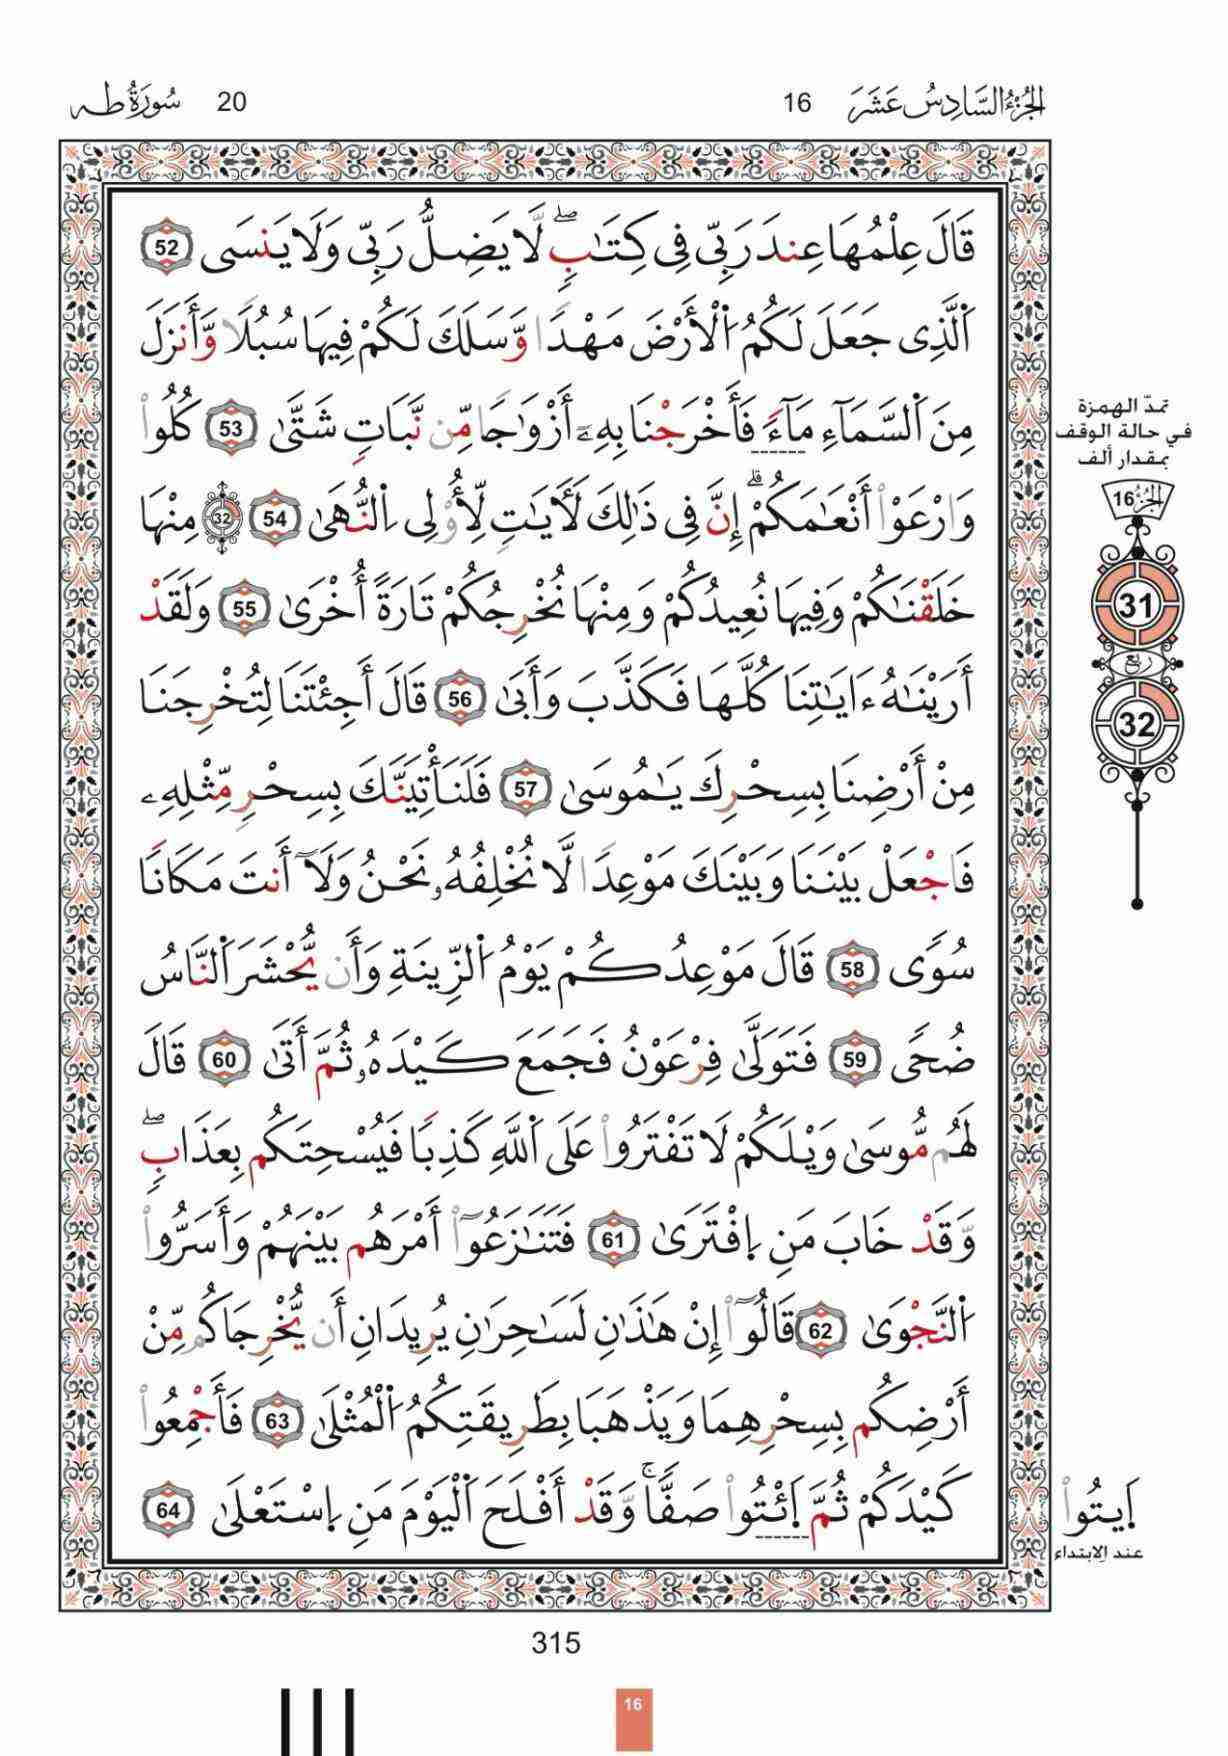 الجُزْءُ السَّادِسُ عَشَرَ 16
20 سُورَةُ طه
قَالَ عِلْمُهَا عِندَ رَبِّى فِى كِتَٰبٍۖ لَّا يَضِلُّ رَبِّى وَلَا يَنسَى 52
ٱلَّذِى جَعَلَ لَكُمُ ٱلْأَرْضَ مَهْدًا وَّسَلَكَ لَكُمْ فِيهَا سُبُلًا وَّأَنزَلَ
مِنَ ٱلسَّمَآءِ مَآءً فَأَخْرَجْنَا بِهِۦٓ أَزْوَٰجًا مِّن نَّبَاتٍ شَتَّىٰ 53 كُلُوا۟
وَٱرْعَوْا۟ أَنْعَٰمَكُمْۗ إِنَّ فِى ذَٰلِكَ لَءَايَٰتٍ لِّأُو۟لِى ٱلنُّهَىٰ 54 32 مِنْهَا
خَلَقْنَٰكُمْ وَفِيهَا نُعِيدُكُمْ وَمِنْهَا نُخْرِجُكُمْ تَارَةً أُخْرَىٰ 55 وَلَقَدْ
أَرَيْنَٰهُ ءَايَٰتِنَا كُلَّهَا فَكَذَّبَ وَأَبَىٰ 56 قَالَ أَجِئْتَنَا لِتُخْرِجَنَا
مِنْ أَرْضِنَا بِسِحْرِكَ يَٰمُوسَىٰ 57 فَلَنَأْتِيَنَّكَ بِسِحْرٍ مِّثْلِهِۦ
فَٱجْعَلْ بَيْنَنَا وَبَيْنَكَ مَوْعِدًا لَّا نُخْلِفُهُۥ نَحْنُ وَلَآ أَنتَ مَكَانًا
سُوًى 58 قَالَ مَوْعِدُكُمْ يَوْمُ ٱلزِّينَةِ وَأَن يُّحْشَرَ ٱلنَّاسُ
ضُحًى 59 فَتَوَلَّىٰ فِرْعَوْنُ فَجَمَعَ كَيْدَهُۥ ثُمَّ أَتَىٰ 60 قَالَ
لَهُم مُّوسَىٰ وَيْلَكُمْ لَا تَفْتَرُوا۟ عَلَى ٱللَّهِ كَذِبًا فَيُسْحِتَكُم بِعَذَابٍۖ
وَّقَدْ خَابَ مَنِ ٱفْتَرَىٰ 61 فَتَنَٰزَعُوٓا۟ أَمْرَهُم بَيْنَهُمْ وَأَسَرُّوا۟
ٱلنَّجْوَىٰ 62 قَالُوٓا۟ إِنْ هَٰذَٰنِ لَسَٰحِرَٰنِ يُرِيدَانِ أَن يُّخْرِجَاكُم مِّنْ
أَرْضِكُم بِسِحْرِهِمَا وَيَذْهَبَا بِطَرِيقَتِكُمُ ٱلْمُثْلَىٰ 63 فَأَجْمِعُوا۟
كَيْدَكُمْ ثُمَّ ٱئْتُوا۟ صَفًّاۚ وَّقَدْ أَفْلَحَ ٱلْيَوْمَ مَنِ ٱسْتَعْلَىٰ 64
تمدّ الهمزة
في حالة الوقف
بمقدار ألف
الجُزْءُ 16
31
ربع
32
اِيتُوا۟
عند الابتداء
315
16